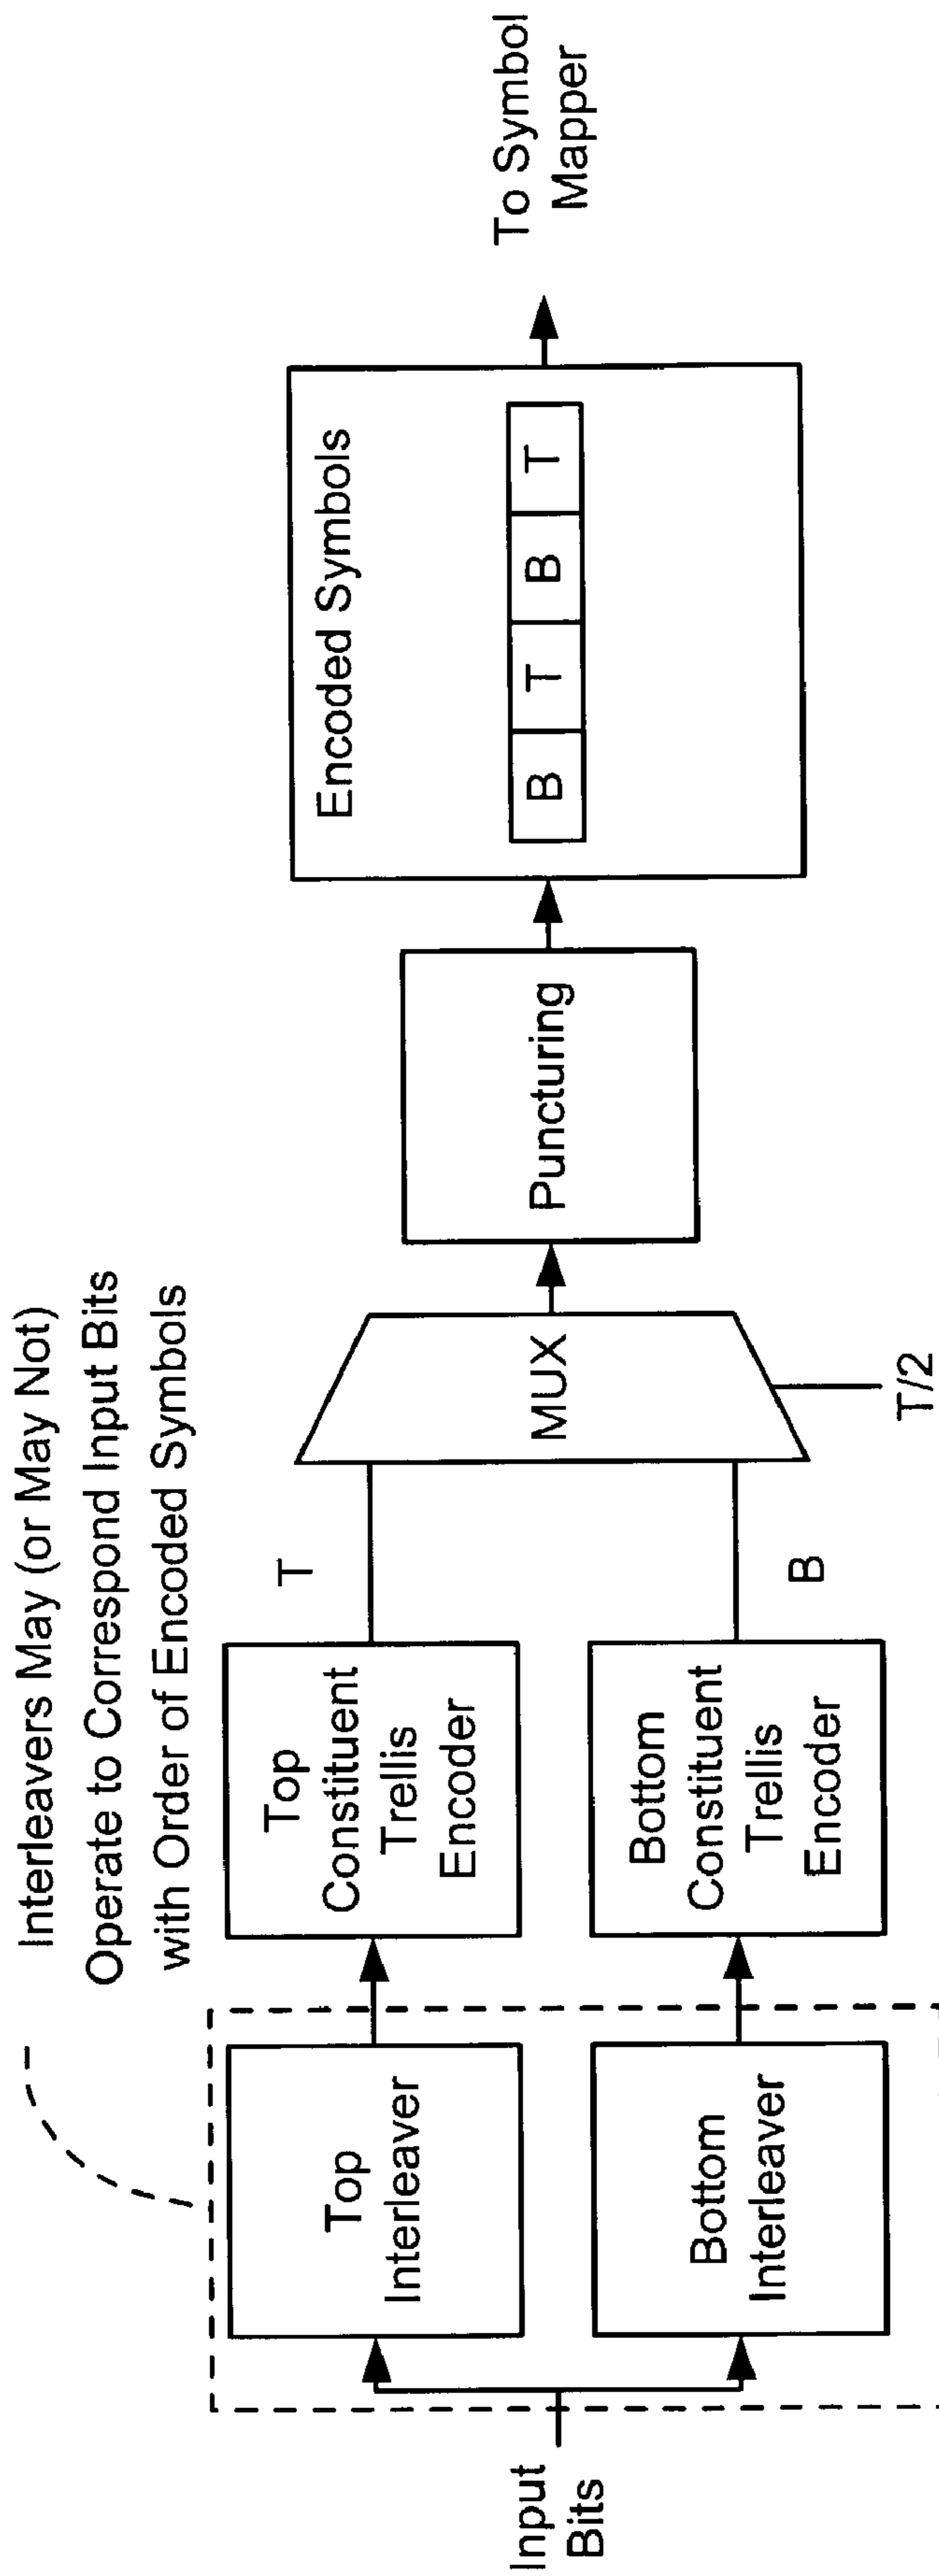 Interleavers May (or May Not)
Operate to Correspond Input Bits
with Order of Encoded Symbols
Input
Bits
Top
Interleaver
Bottom
Interleaver
Top
Constituent
Trellis
Encoder
Bottom
Constituent
Trellis
Encoder
T
B
MUX
T/2
Puncturing
Encoded Symbols
B T B T
To Symbol
Mapper